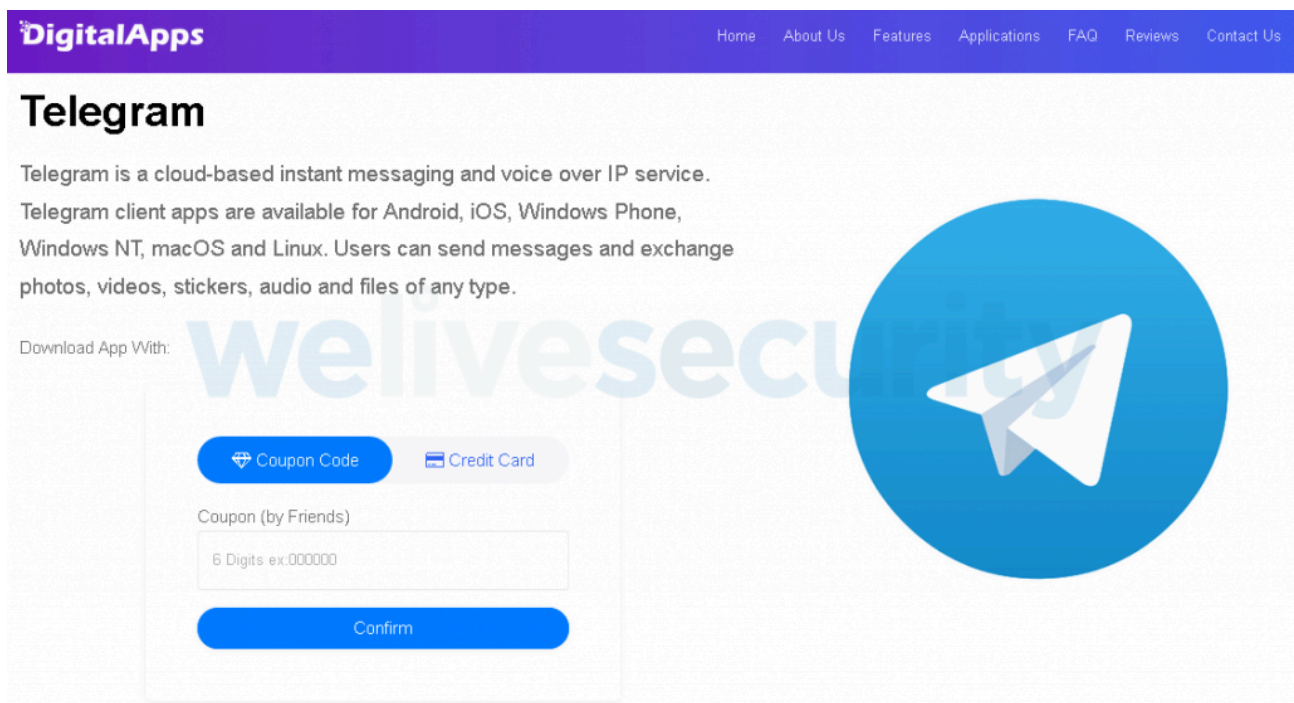 DigitalApps
Home About Us Features Applications FAQ Reviews Contact Us
Telegram
Telegram is a cloud-based instant messaging and voice over IP service.
Telegram client apps are available for Android, iOS, Windows Phone,
Windows NT, macOS and Linux. Users can send messages and exchange
photos, videos, stickers, audio and files of any type.
welivesecurity
Download App With:
Coupon Code Credit Card
Coupon (by Friends)
6 Digits ex:000000
Confirm